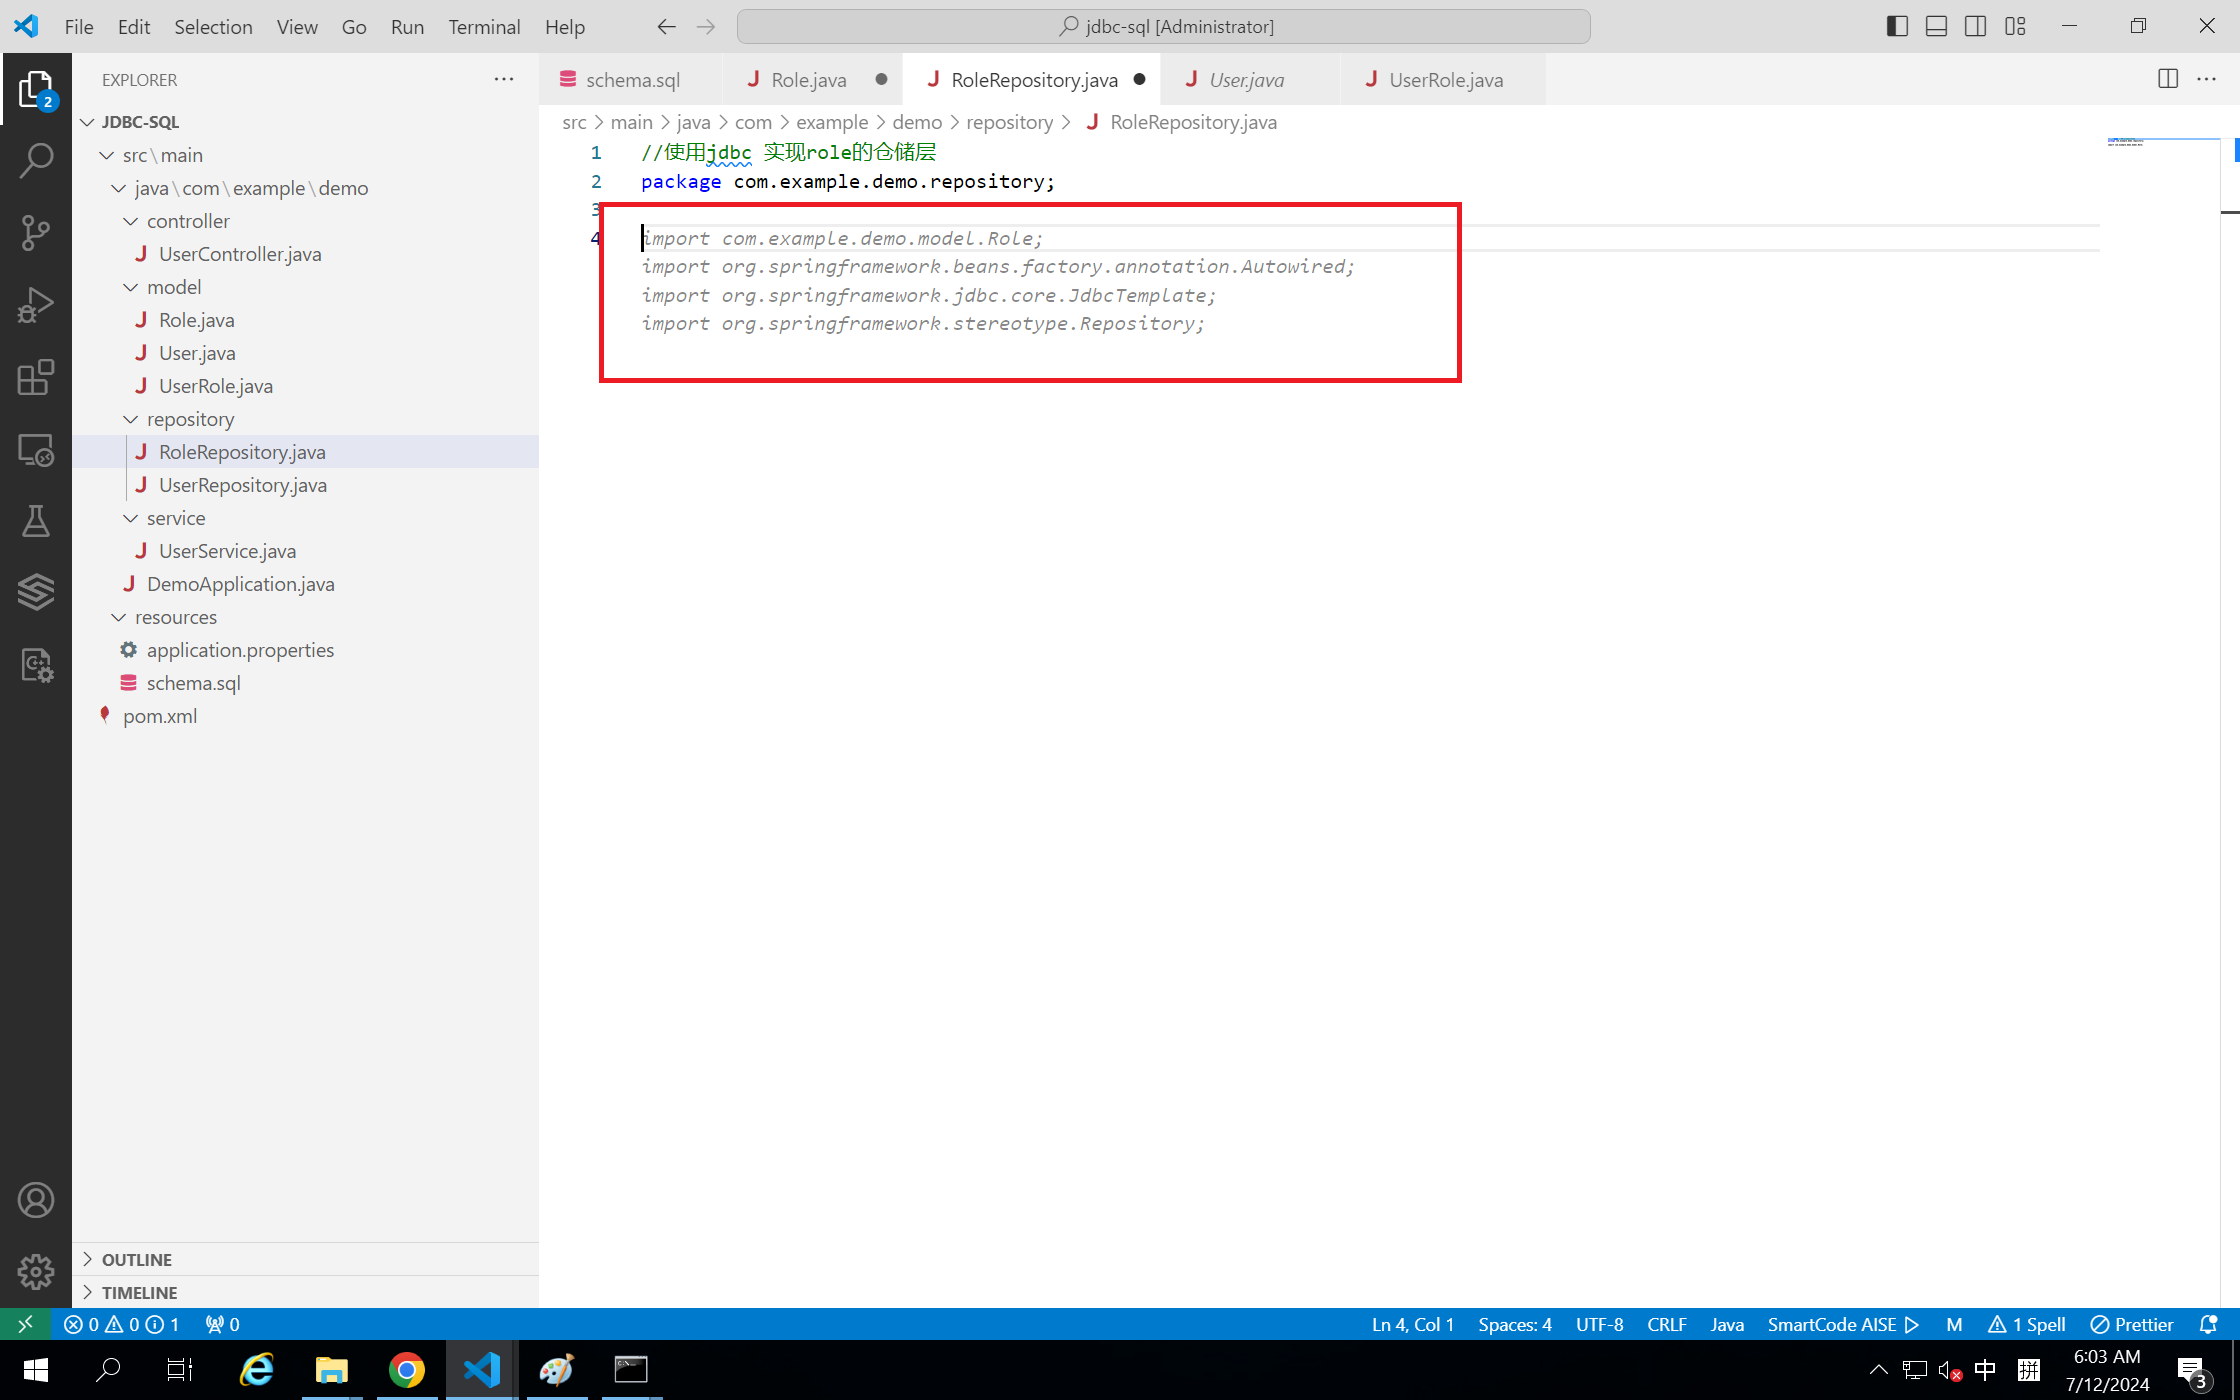 File Edit Selection View Go Run Terminal Help
jdbc-sql [Administrator]
EXPLORER
schema.sql
Role.java
RoleRepository.java
User.java
UserRole.java
2
JDBC-SQL
src\main
java\com\example\demo
controller
UserController.java
model
Role.java
User.java
UserRole.java
repository
RoleRepository.java
UserRepository.java
service
UserService.java
DemoApplication.java
resources
application.properties
schema.sql
pom.xml
OUTLINE
TIMELINE
src > main > java > com > example > demo > repository > RoleRepository.java
1 //使用jdbc 实现role的仓储层
2 package com.example.demo.repository;
3
4 import com.example.demo.model.Role;
import org.springframework.beans.factory.annotation.Autowired;
import org.springframework.jdbc.core.JdbcTemplate;
import org.springframework.stereotype.Repository;
0 0 1 0
Ln 4, Col 1 Spaces: 4 UTF-8 CRLF Java SmartCode AISE M 1 Spell Prettier
中 拼
6:03 AM
7/12/2024
3